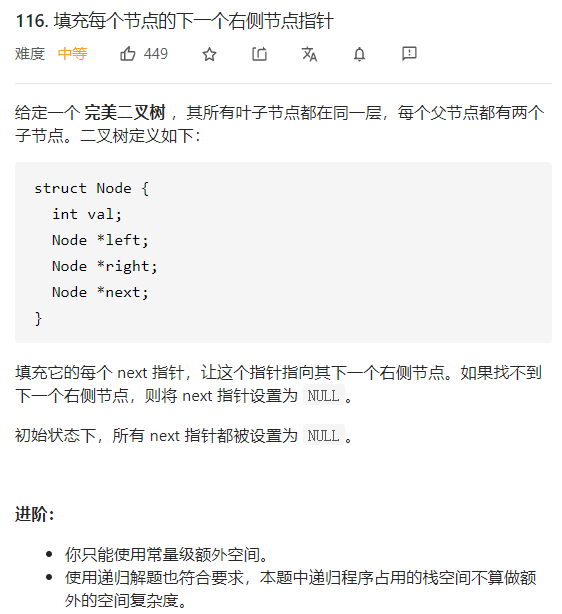 116. 填充每个节点的下一个右侧节点指针
难度 中等 449
给定一个 完美二叉树 ，其所有叶子节点都在同一层，每个父节点都有两个
子节点。二叉树定义如下：
struct Node {
  int val;
  Node *left;
  Node *right;
  Node *next;
}
填充它的每个 next 指针，让这个指针指向其下一个右侧节点。如果找不到
下一个右侧节点，则将 next 指针设置为 NULL 。
初始状态下，所有 next 指针都被设置为 NULL 。
进阶：
• 你只能使用常量级额外空间。
• 使用递归解题也符合要求，本题中递归程序占用的栈空间不算做额
外的空间复杂度。